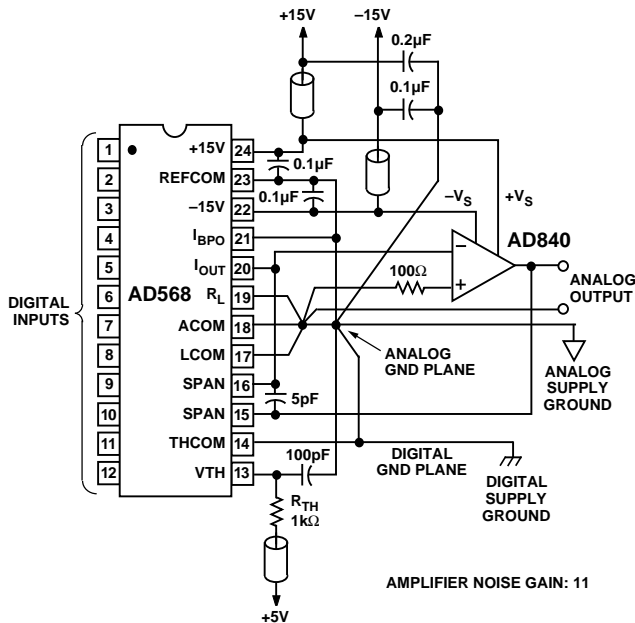 +15V
–15V
0.2µF
0.1µF
1
+15V
24
0.1µF
2
REFCOM
23
0.1µF
3
–15V
22
–VS
+VS
4
IBPO
21
AD840
5
IOUT
20
–
DIGITAL
INPUTS
6
AD568
RL
19
100Ω
+
ANALOG
OUTPUT
7
ACOM
18
8
LCOM
17
ANALOG
GND PLANE
ANALOG
SUPPLY
GROUND
9
SPAN
16
5pF
10
SPAN
15
11
THCOM
14
DIGITAL
GND PLANE
100pF
12
VTH
13
DIGITAL
SUPPLY
GROUND
RTH
1kΩ
AMPLIFIER NOISE GAIN: 11
+5V